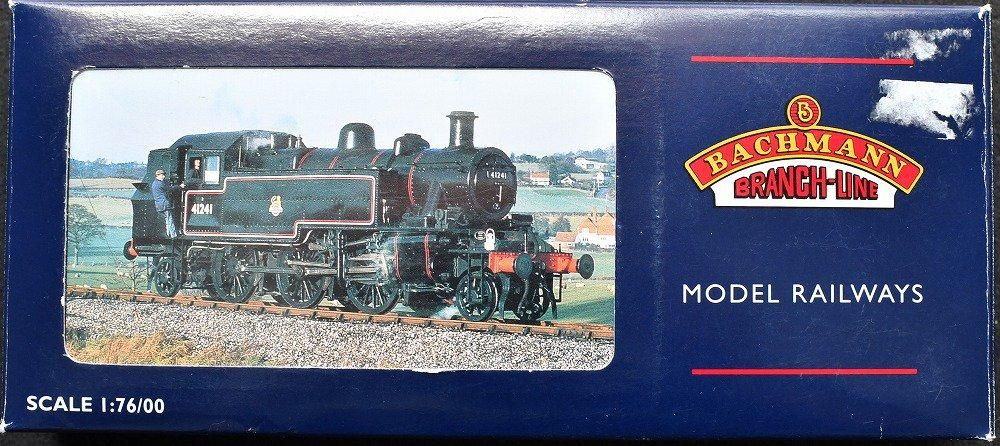 B
BACHMANN
BRANCH-LINE
41241
41241
MODEL RAILWAYS
SCALE 1:76/00